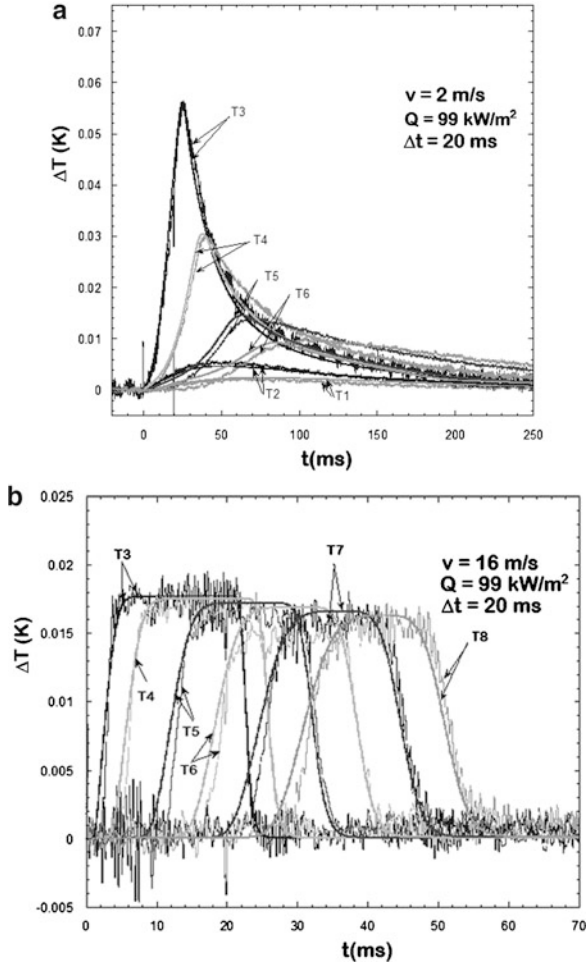 a
0.07
0.06
0.05
0.04
0.03
0.02
0.01
0
ΔT (K)
v = 2 m/s
Q = 99 kW/m²
Δt = 20 ms
T3
T4
T5
T6
T2
T1
0 50 100 150 200 250
t(ms)
b
0.025
0.02
0.015
0.01
0.005
0
-0.005
ΔT (K)
T3
T7
v = 16 m/s
Q = 99 kW/m²
Δt = 20 ms
T8
T4
T5
T6
0 10 20 30 40 50 60 70
t(ms)